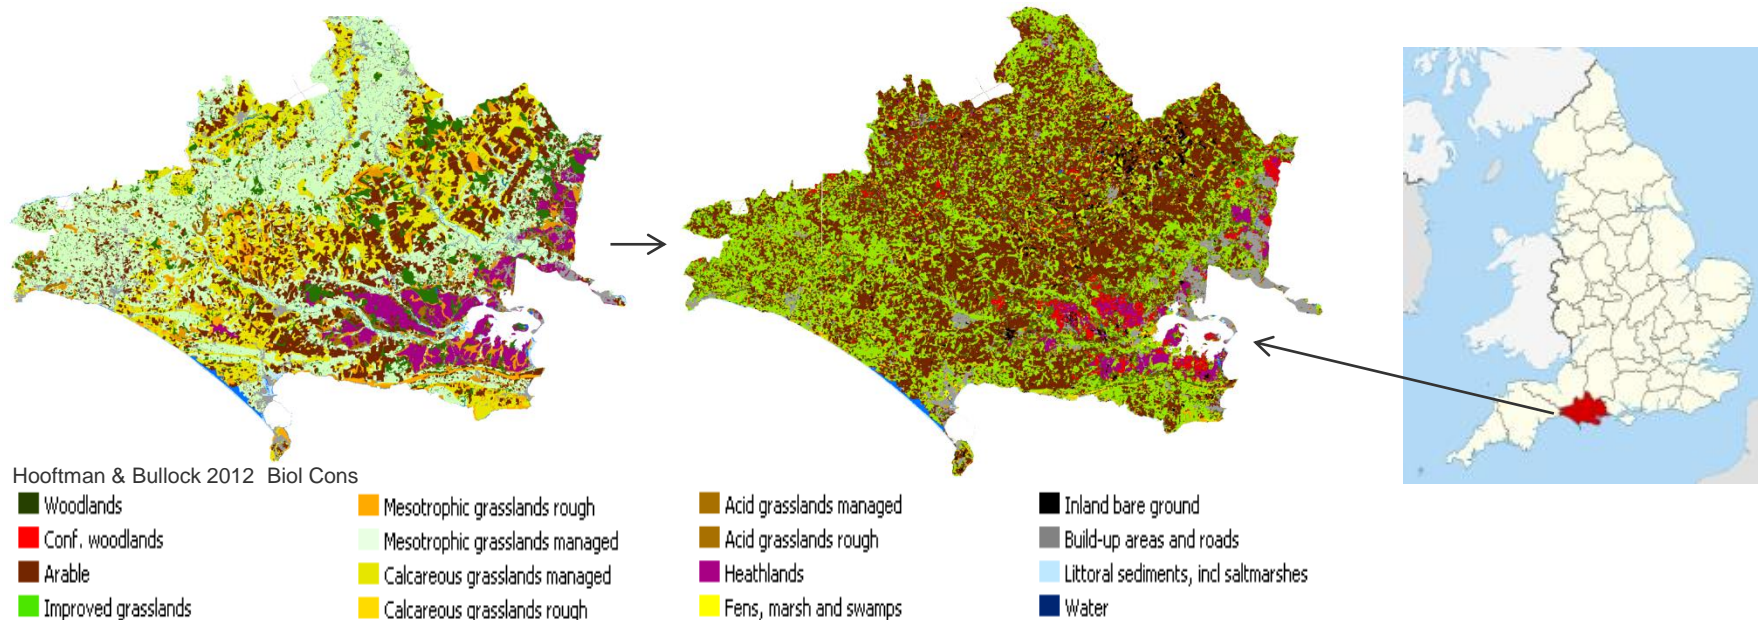 Hooftman & Bullock 2012  Biol Cons
Woodlands
Conf. woodlands
Arable
Improved grasslands
Mesotrophic grasslands rough
Mesotrophic grasslands managed
Calcareous grasslands managed
Calcareous grasslands rough
Acid grasslands managed
Acid grasslands rough
Heathlands
Fens, marsh and swamps
Inland bare ground
Build-up areas and roads
Littoral sediments, incl saltmarshes
Water